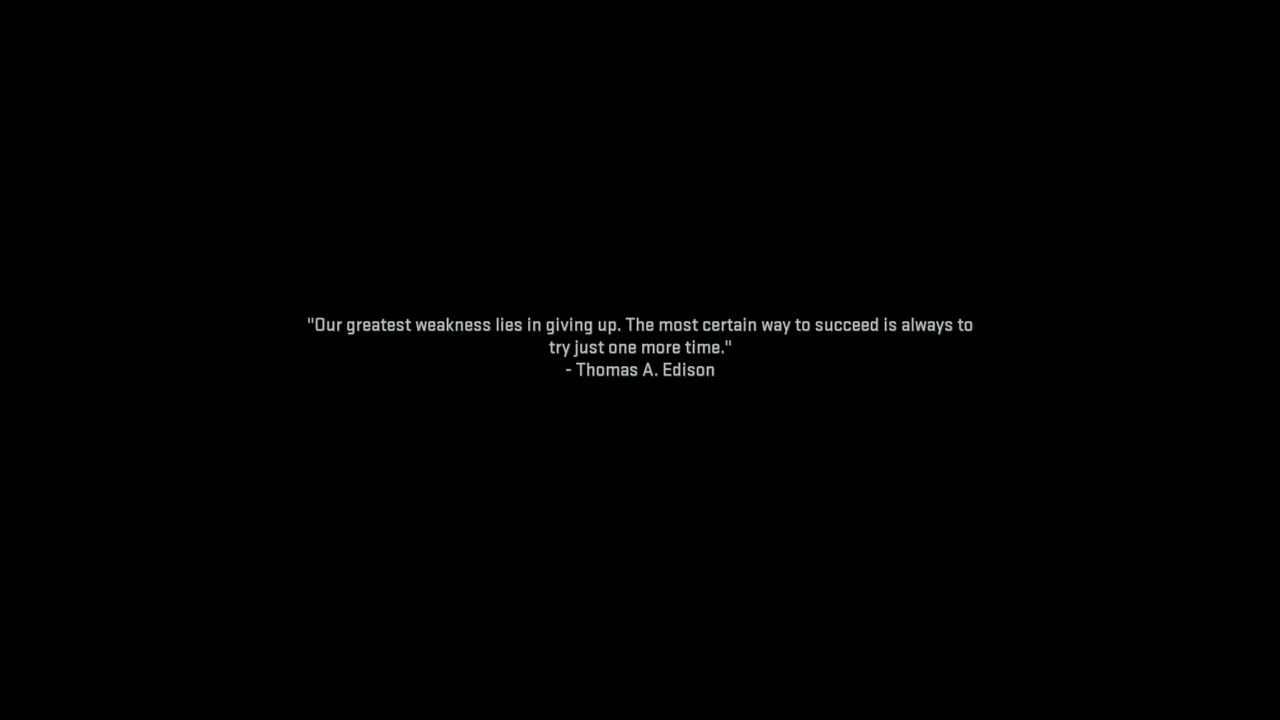 "Our greatest weakness lies in giving up. The most certain way to succeed is always to
try just one more time."
- Thomas A. Edison